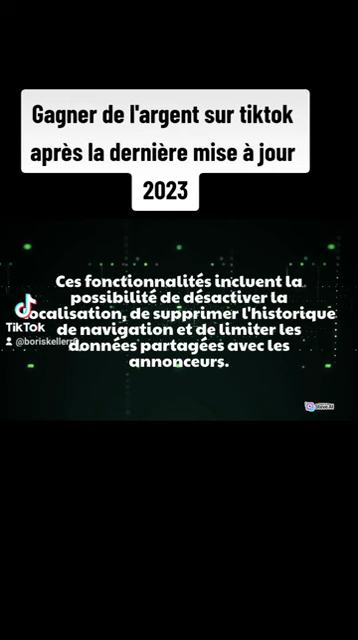 Gagner de l'argent sur tiktok
après la dernière mise à jour
2023
Ces fonctionnalités incluent la
possibilité de désactiver la
localisation, de supprimer l'historique
de navigation et de limiter les
données partagées avec les
annonceurs.
TikTok